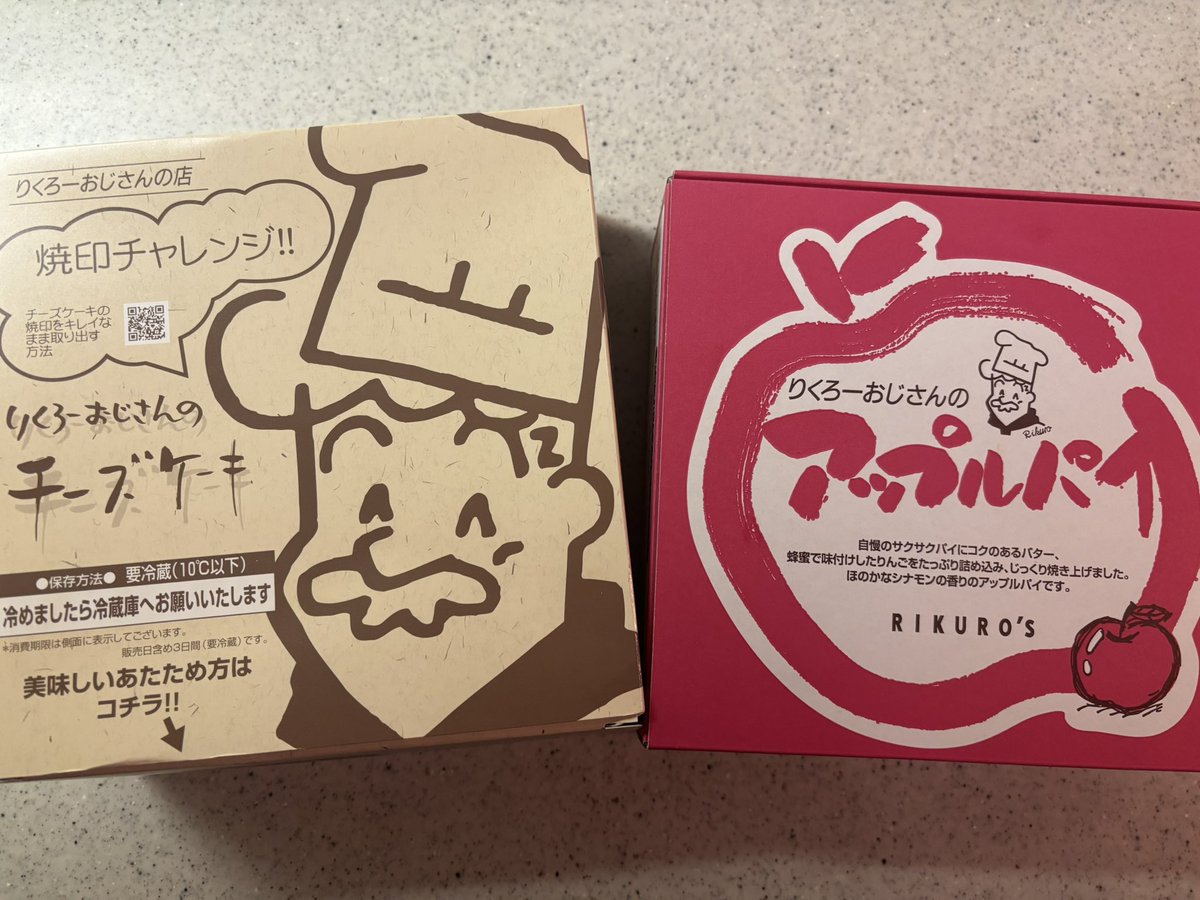 りくろーおじさんの店
焼印チャレンジ!!
チーズケーキの
焼印をキレイな
まま取り出す
方法
りくろーおじさんの
チーズケーキ
●保存方法● 要冷蔵(10℃以下)
冷めましたら冷蔵庫へお願いいたします
*消費期限は側面に表示してございます。
販売日含め3日間(要冷蔵)です。
美味しいあたため方は
コチラ!!
りくろーおじさんの
Rikuro
アップルパイ
自慢のサクサクパイにコクのあるバター、
蜂蜜で味付けしたりんごをたっぷり詰め込み、じっくり焼き上げました。
ほのかなシナモンの香りのアップルパイです。
RIKURO'S